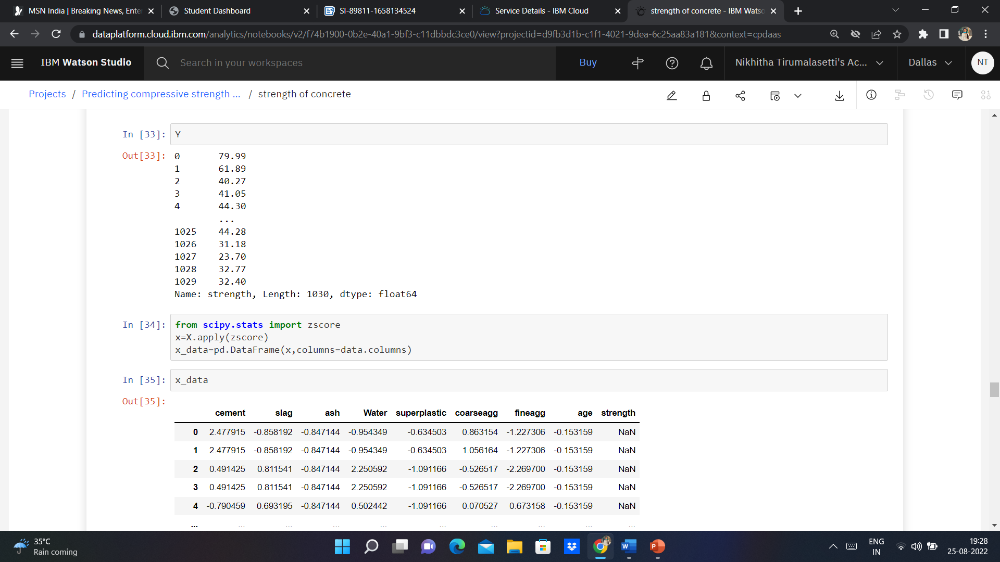 MSN India | Breaking News, Ente
Student Dashboard
SI-89811-1658134524
Service Details - IBM Cloud
strength of concrete - IBM Watso
dataplatform.cloud.ibm.com/analytics/notebooks/v2/f74b1900-0b2e-40a1-9bf3-c11dbbdc3ce0/view?projectid=d9fb3d1b-c1f1-4021-9dea-6c25aa83a181&context=cpdaas
IBM Watson Studio
Search in your workspaces
Buy
Nikhitha Tirumalasetti's Ac...
Dallas
NT
Projects / Predicting compressive strength ... / strength of concrete
In [33]: Y
Out[33]: 0 79.99
1 61.89
2 40.27
3 41.05
4 44.30
...
1025 44.28
1026 31.18
1027 23.70
1028 32.77
1029 32.40
Name: strength, Length: 1030, dtype: float64
In [34]: from scipy.stats import zscore
x=X.apply(zscore)
x_data=pd.DataFrame(x,columns=data.columns)
In [35]: x_data
Out[35]:
cement slag ash Water superplastic coarseagg fineagg age strength
0 2.477915 -0.858192 -0.847144 -0.954349 -0.634503 0.863154 -1.227306 -0.153159 NaN
1 2.477915 -0.858192 -0.847144 -0.954349 -0.634503 1.056164 -1.227306 -0.153159 NaN
2 0.491425 0.811541 -0.847144 2.250592 -1.091166 -0.526517 -2.269700 -0.153159 NaN
3 0.491425 0.811541 -0.847144 2.250592 -1.091166 -0.526517 -2.269700 -0.153159 NaN
4 -0.790459 0.693195 -0.847144 0.502442 -1.091166 0.070527 0.673158 -0.153159 NaN
... ... ... ... ... ... ... ... ... ...
35°C
Rain coming
ENG
IN
19:28
25-08-2022